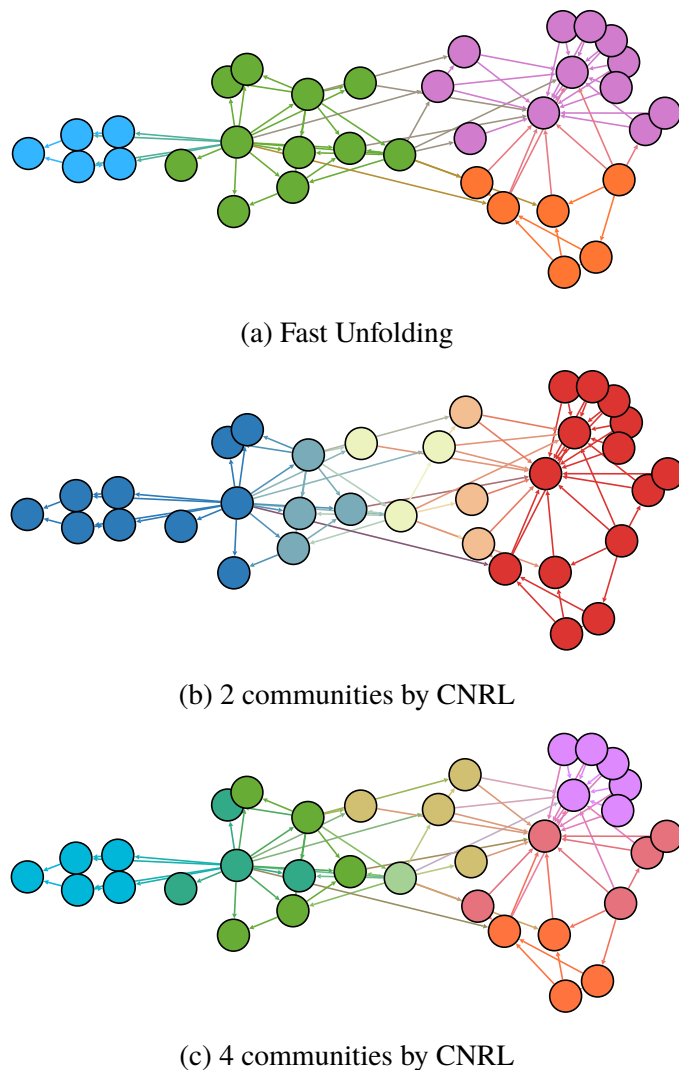 (a) Fast Unfolding
(b) 2 communities by CNRL
(c) 4 communities by CNRL